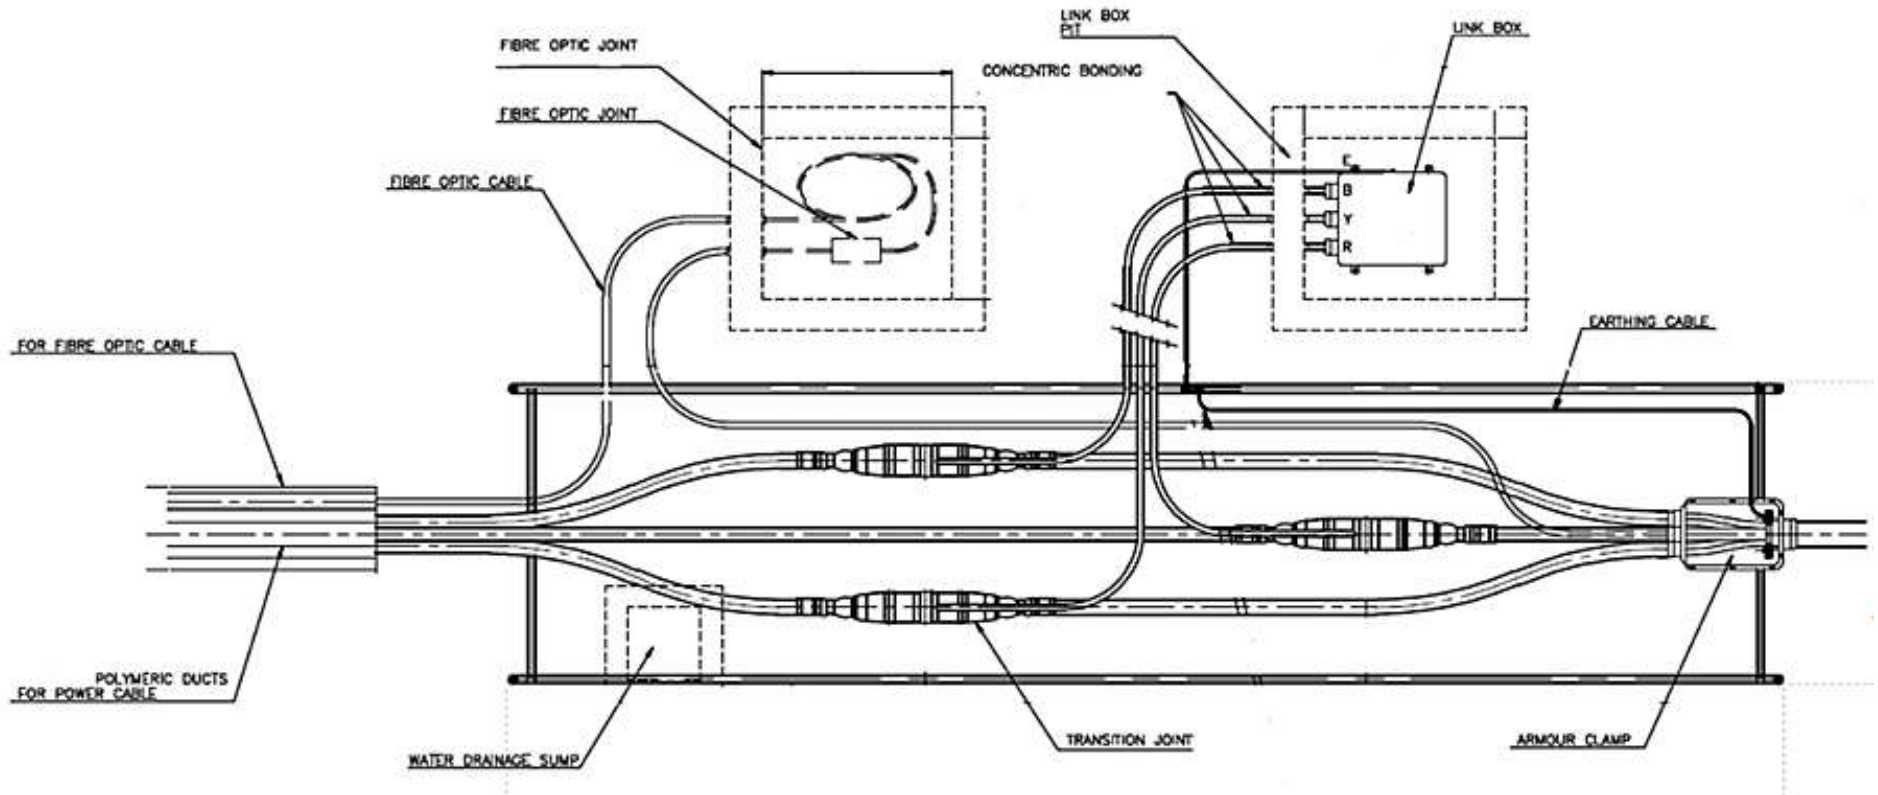 LINK BOX
PIT
LINK BOX
FIBRE OPTIC JOINT
CONCENTRIC BONDING
FIBRE OPTIC JOINT
FIBRE OPTIC CABLE
E
B
Y
R
EARTHING CABLE
FOR FIBRE OPTIC CABLE
POLYMERIC DUCTS
FOR POWER CABLE
TRANSITION JOINT
ARMOUR CLAMP
WATER DRAINAGE SUMP